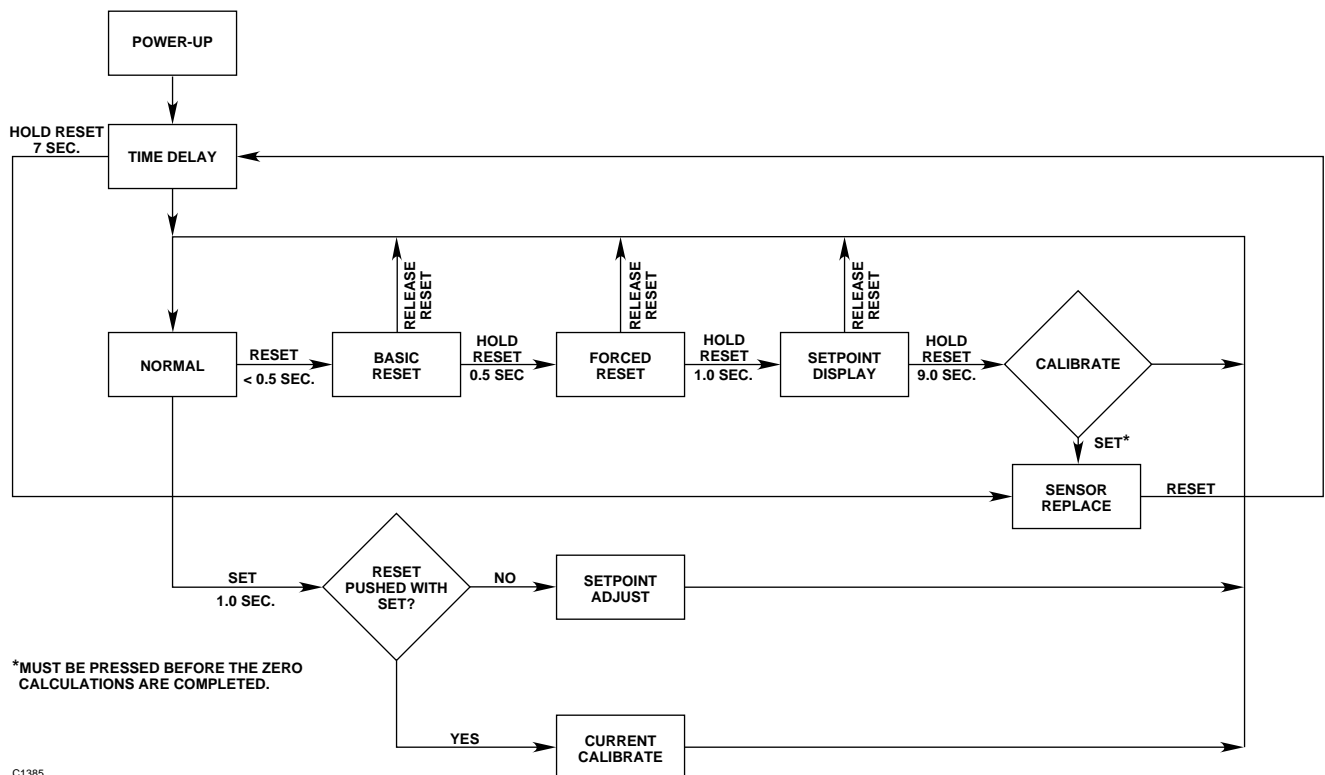 POWER-UP
HOLD RESET
7 SEC.
TIME DELAY
RELEASE
RESET
RELEASE
RESET
RELEASE
RESET
NORMAL
RESET
< 0.5 SEC.
BASIC
RESET
HOLD
RESET
0.5 SEC
FORCED
RESET
HOLD
RESET
1.0 SEC.
SETPOINT
DISPLAY
HOLD
RESET
9.0 SEC.
CALIBRATE
SET*
SENSOR
REPLACE
RESET
SET
1.0 SEC.
RESET
PUSHED WITH
SET?
NO
SETPOINT
ADJUST
*MUST BE PRESSED BEFORE THE ZERO
CALCULATIONS ARE COMPLETED.
YES
CURRENT
CALIBRATE
C1385